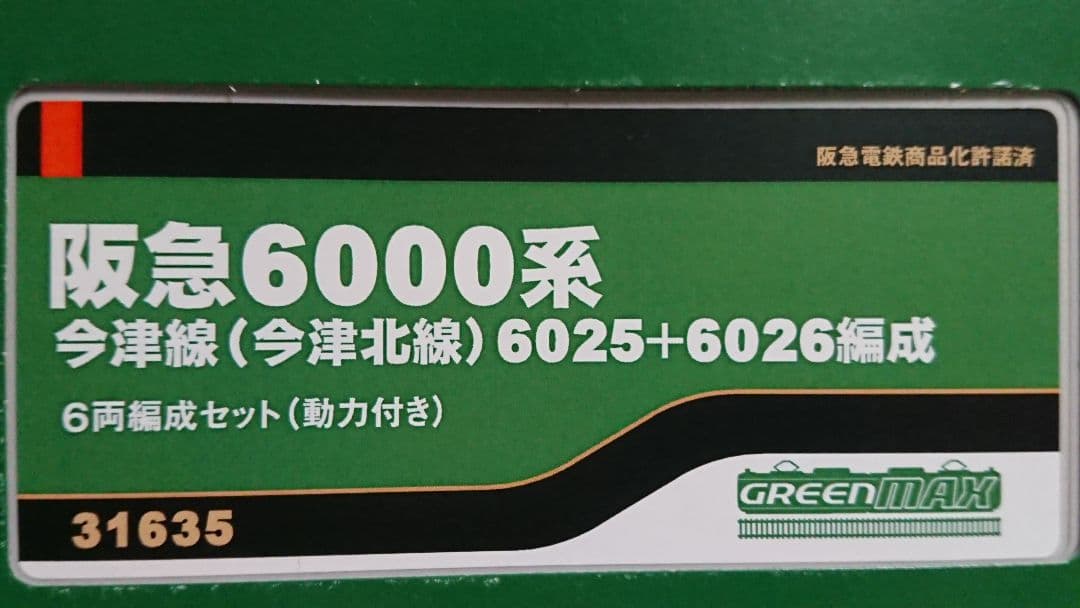 阪急電鉄商品化許諾済
阪急6000系
今津線(今津北線)6025+6026編成
6両編成セット(動力付き)
31635
GREENMAX